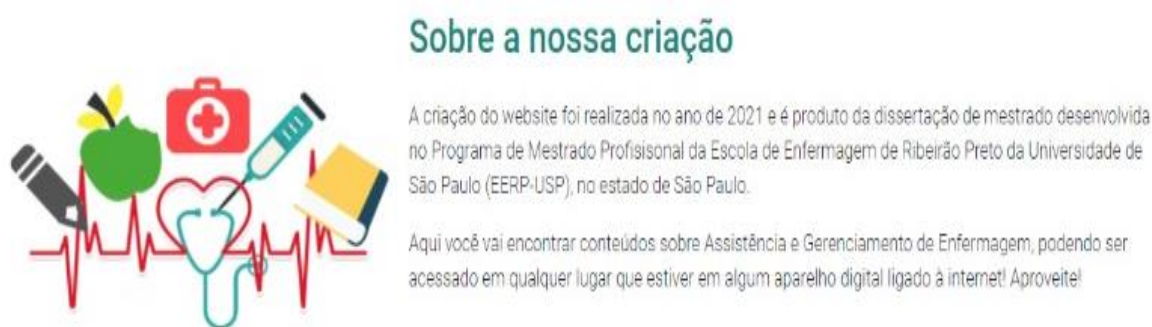 Sobre a nossa criação
A criação do website foi realizada no ano de 2021 e é produto da dissertação de mestrado desenvolvida
no Programa de Mestrado Profisisonal da Escola de Enfermagem de Ribeirão Preto da Universidade de
São Paulo (EERP-USP), no estado de São Paulo.
Aqui você vai encontrar conteúdos sobre Assistência e Gerenciamento de Enfermagem, podendo ser
acessado em qualquer lugar que estiver em algum aparelho digital ligado à internet! Aproveite!